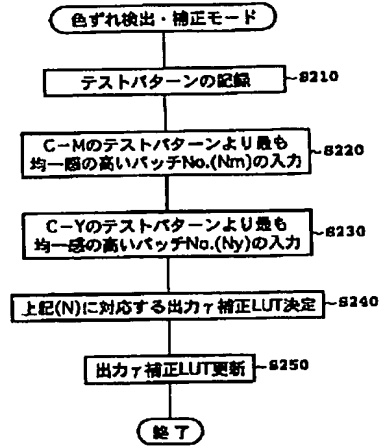 色ずれ検出・補正モード
テストパターンの記録
S210
C-Mのテストパターンより最も
均一感の高いパッチNo.(Nm)の入力
S220
C-Yのテストパターンより最も
均一感の高いパッチNo.(Ny)の入力
S230
上記(N)に対応する出力γ補正LUT決定
S240
出力γ補正LUT更新
S250
終了